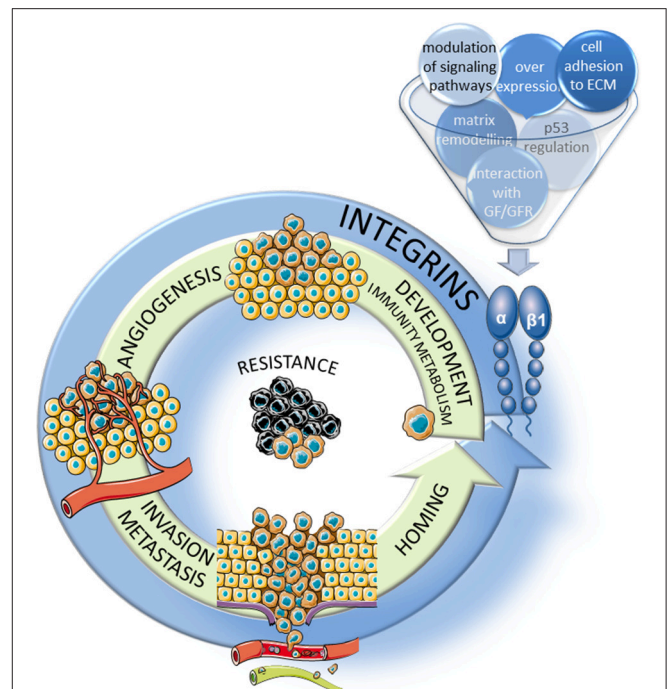 modulation
of signaling
pathways
over
expression
cell
adhesion
to ECM
matrix
remodelling
p53
regulation
interaction
with
GF/GFR
INTEGRINS
α
β1
DEVELOPMENT
IMMUNITY METABOLISM
ANGIOGENESIS
RESISTANCE
INVASION
METASTASIS
HOMING